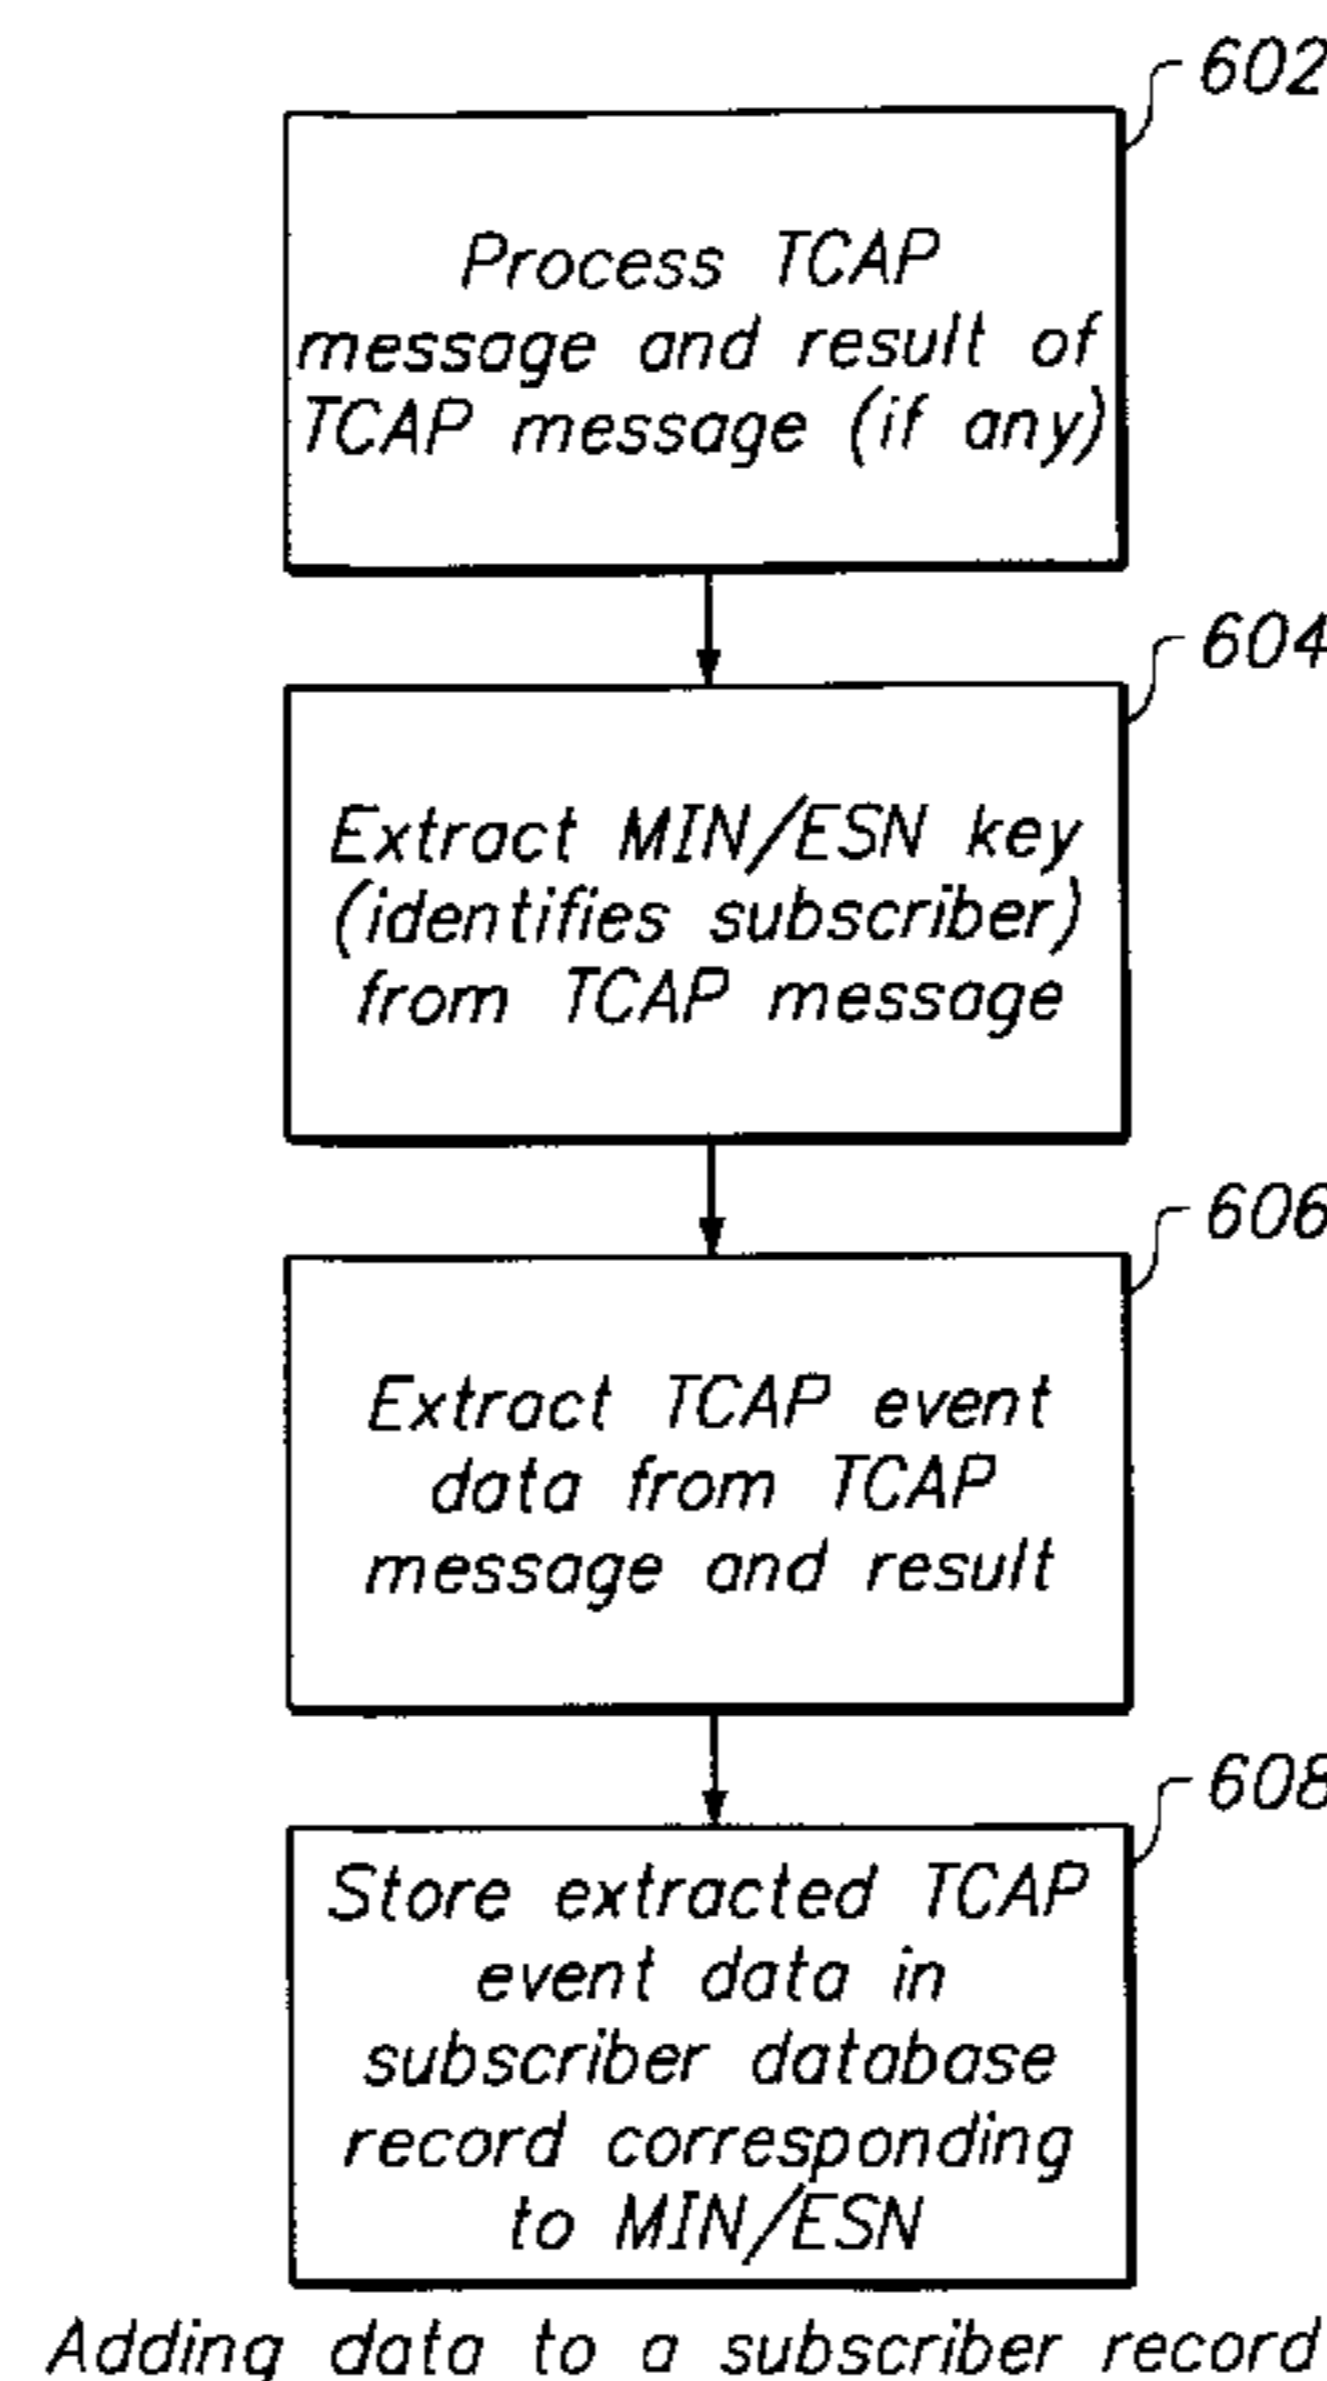 602
Process TCAP
message and result of
TCAP message (if any)
604
Extract MIN/ESN key
(identifies subscriber)
from TCAP message
606
Extract TCAP event
data from TCAP
message and result
608
Store extracted TCAP
event data in
subscriber database
record corresponding
to MIN/ESN
Adding data to a subscriber record